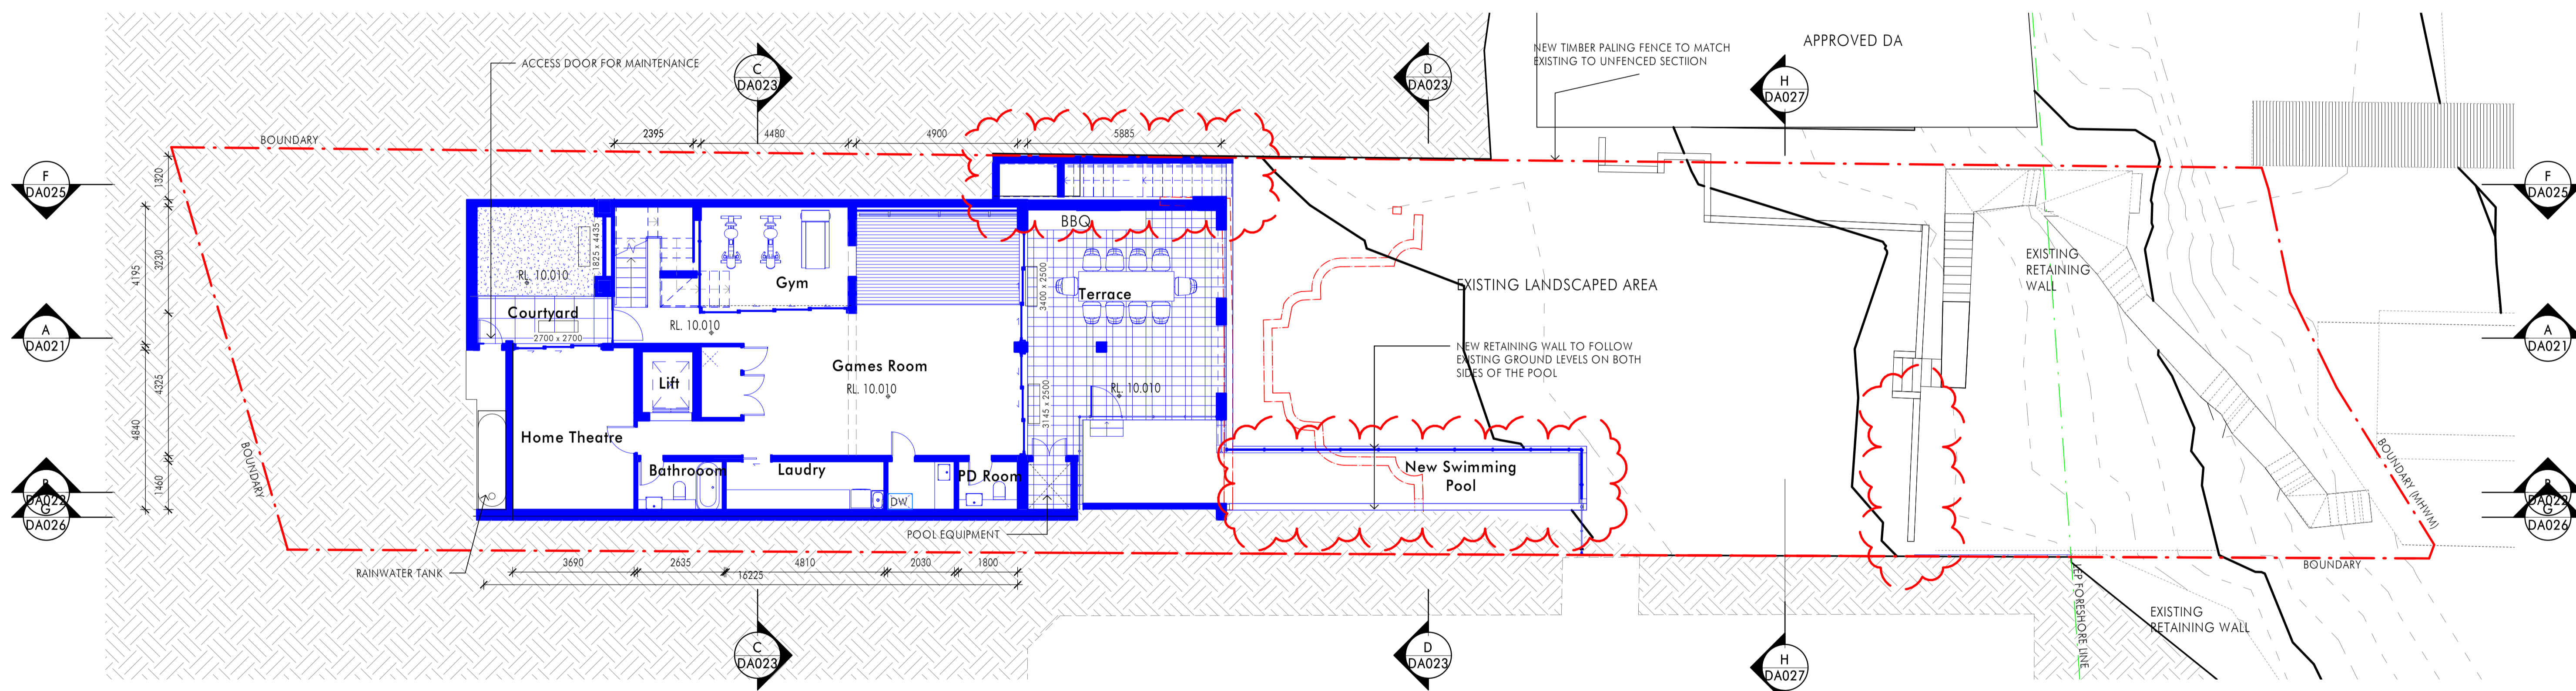 APPROVED DA
NEW TIMBER PALING FENCE TO MATCH
EXISTING TO UNFENCED SECTIION
ACCESS DOOR FOR MAINTENANCE
C
DA023
D
DA023
H
DA027
BOUNDARY
2395
4480
4900
5885
F
DA025
F
DA025
1320
3230
4195
4325
4840
1460
BBQ
1825 x 4435
RL. 10.010
Gym
3400 x 2500
Terrace
EXISTING LANDSCAPED AREA
EXISTING
RETAINING
WALL
Courtyard
RL. 10.010
2700 x 2700
A
DA021
A
DA021
Games Room
RL. 10.010
Lift
RL. 10.010
3145 x 2500
NEW RETAINING WALL TO FOLLOW
EXISTING GROUND LEVELS ON BOTH
SIDES OF THE POOL
Home Theatre
BOUNDARY
BOUNDARY (MHWM)
B
DA022
G
DA026
B
DA022
G
DA026
Bathrooom
Laudry
PD Room
DW
New Swimming
Pool
POOL EQUIPMENT
RAINWATER TANK
3690
2635
4810
2030
1800
16225
BOUNDARY
LEP FORESHORE LINE
EXISTING
RETAINING WALL
C
DA023
D
DA023
H
DA027